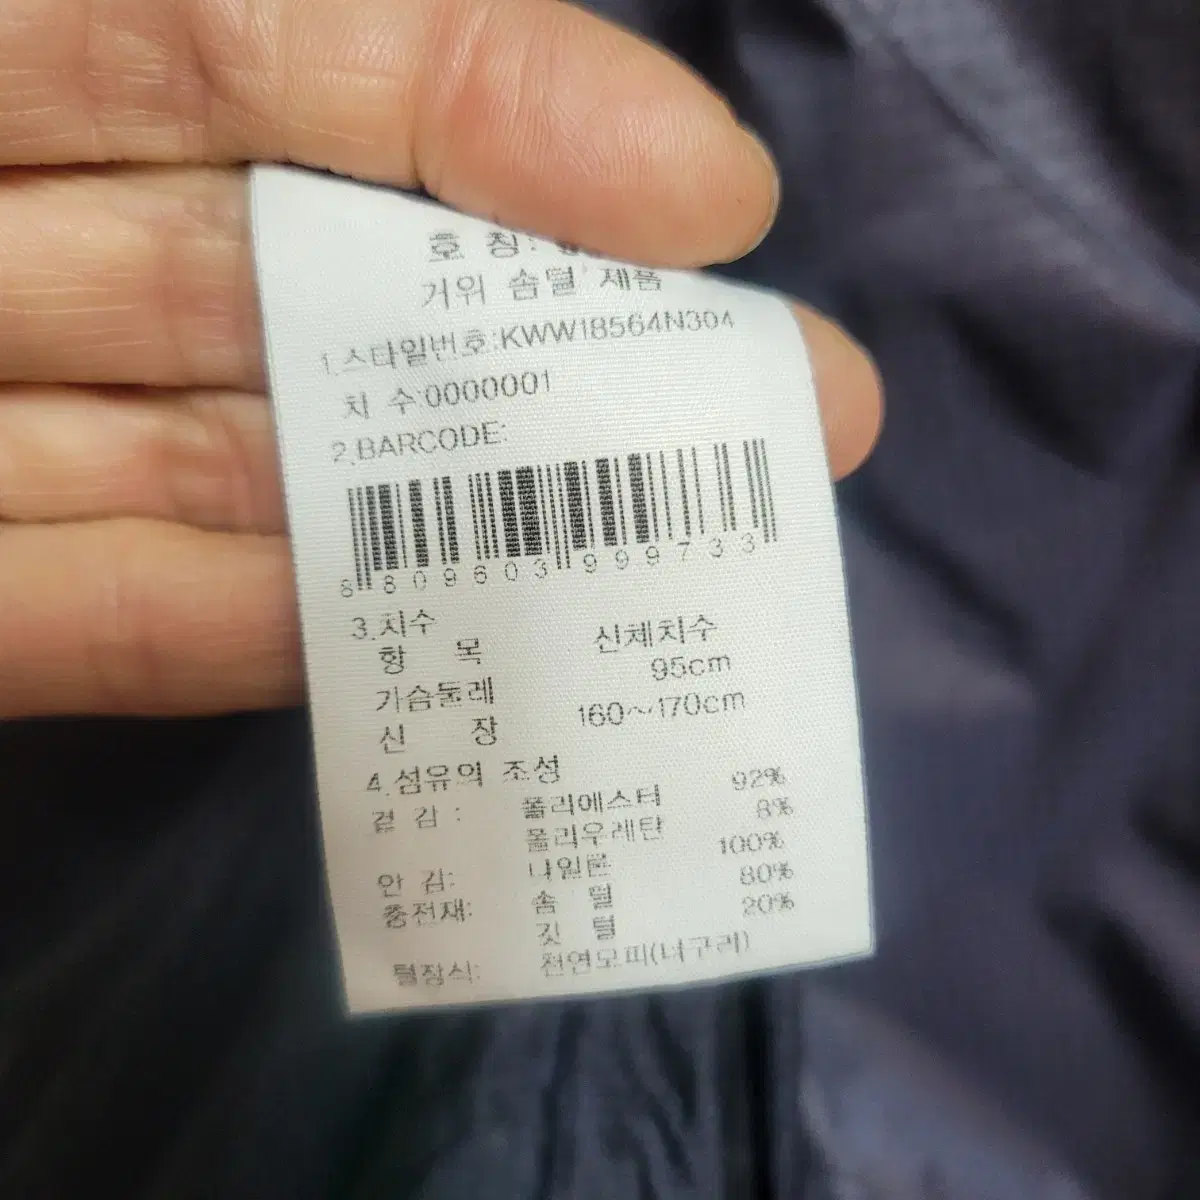 호 칭:
거위 솜털 제품
1.스타일번호:KWW18564N304
치 수:0000001
2.BARCODE:
8 809603 999733
3.치수
항 목 신체치수
가슴둘레 95cm
신 장 160~170cm
4.섬유의 조성
겉 감 : 폴리에스터 92%
폴리우레탄 8%
안 감: 나일론 100%
충전재: 솜 털 80%
깃 털 20%
털장식: 천연모피(너구리)